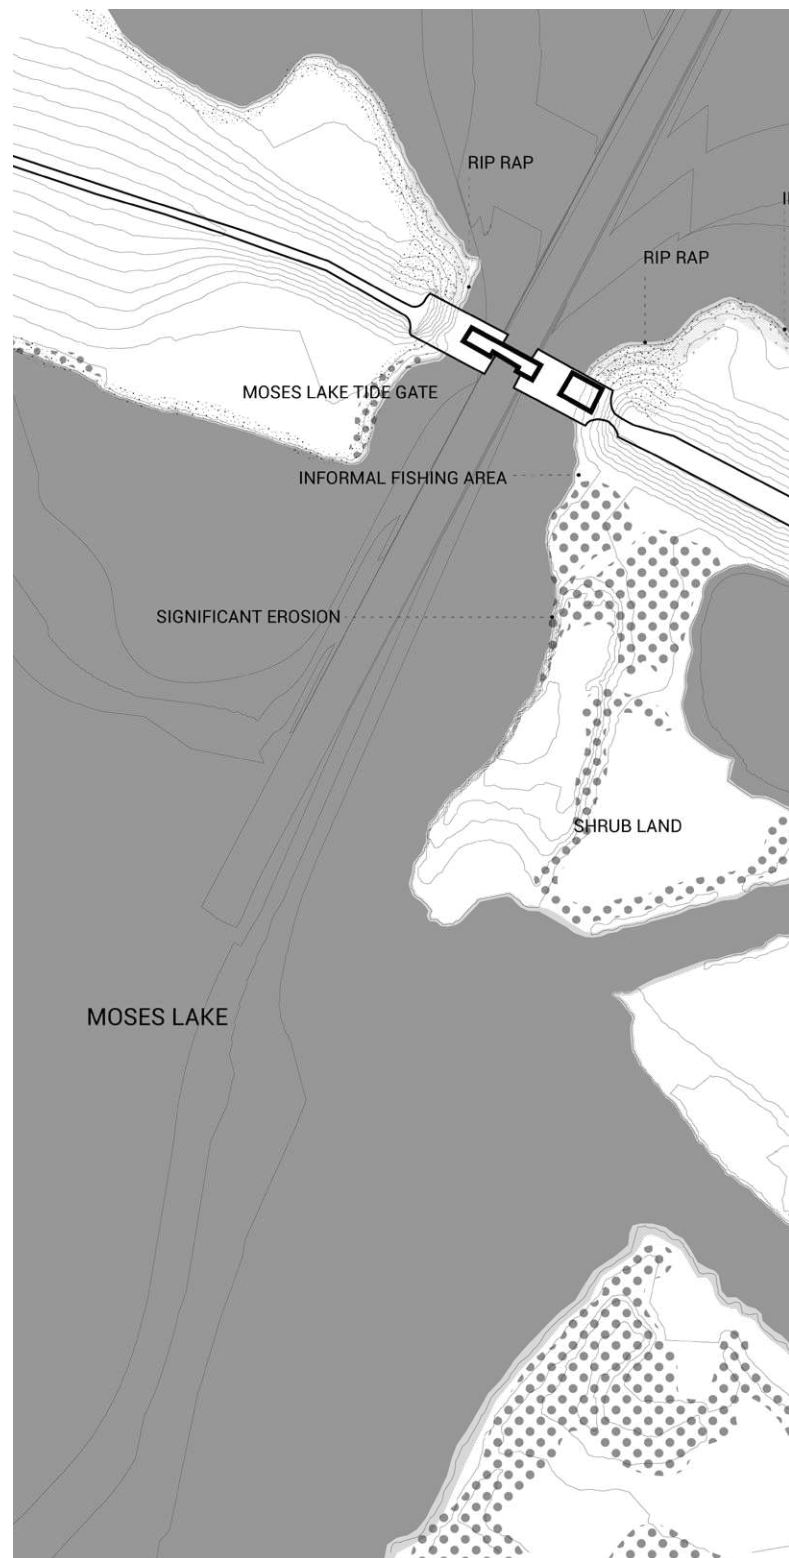 RIP RAP
RIP RAP
MOSES LAKE TIDE GATE
INFORMAL FISHING AREA
SIGNIFICANT EROSION
SHRUB LAND
MOSES LAKE